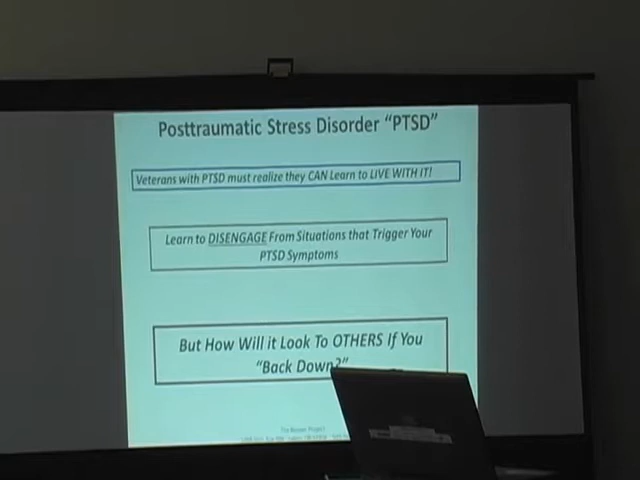 Posttraumatic Stress Disorder “PTSD”
Veterans with PTSD must realize they CAN Learn to LIVE WITH IT!
Learn to DISENGAGE From Situations that Trigger Your
PTSD Symptoms
But How Will it Look To OTHERS If You
“Back Down?”